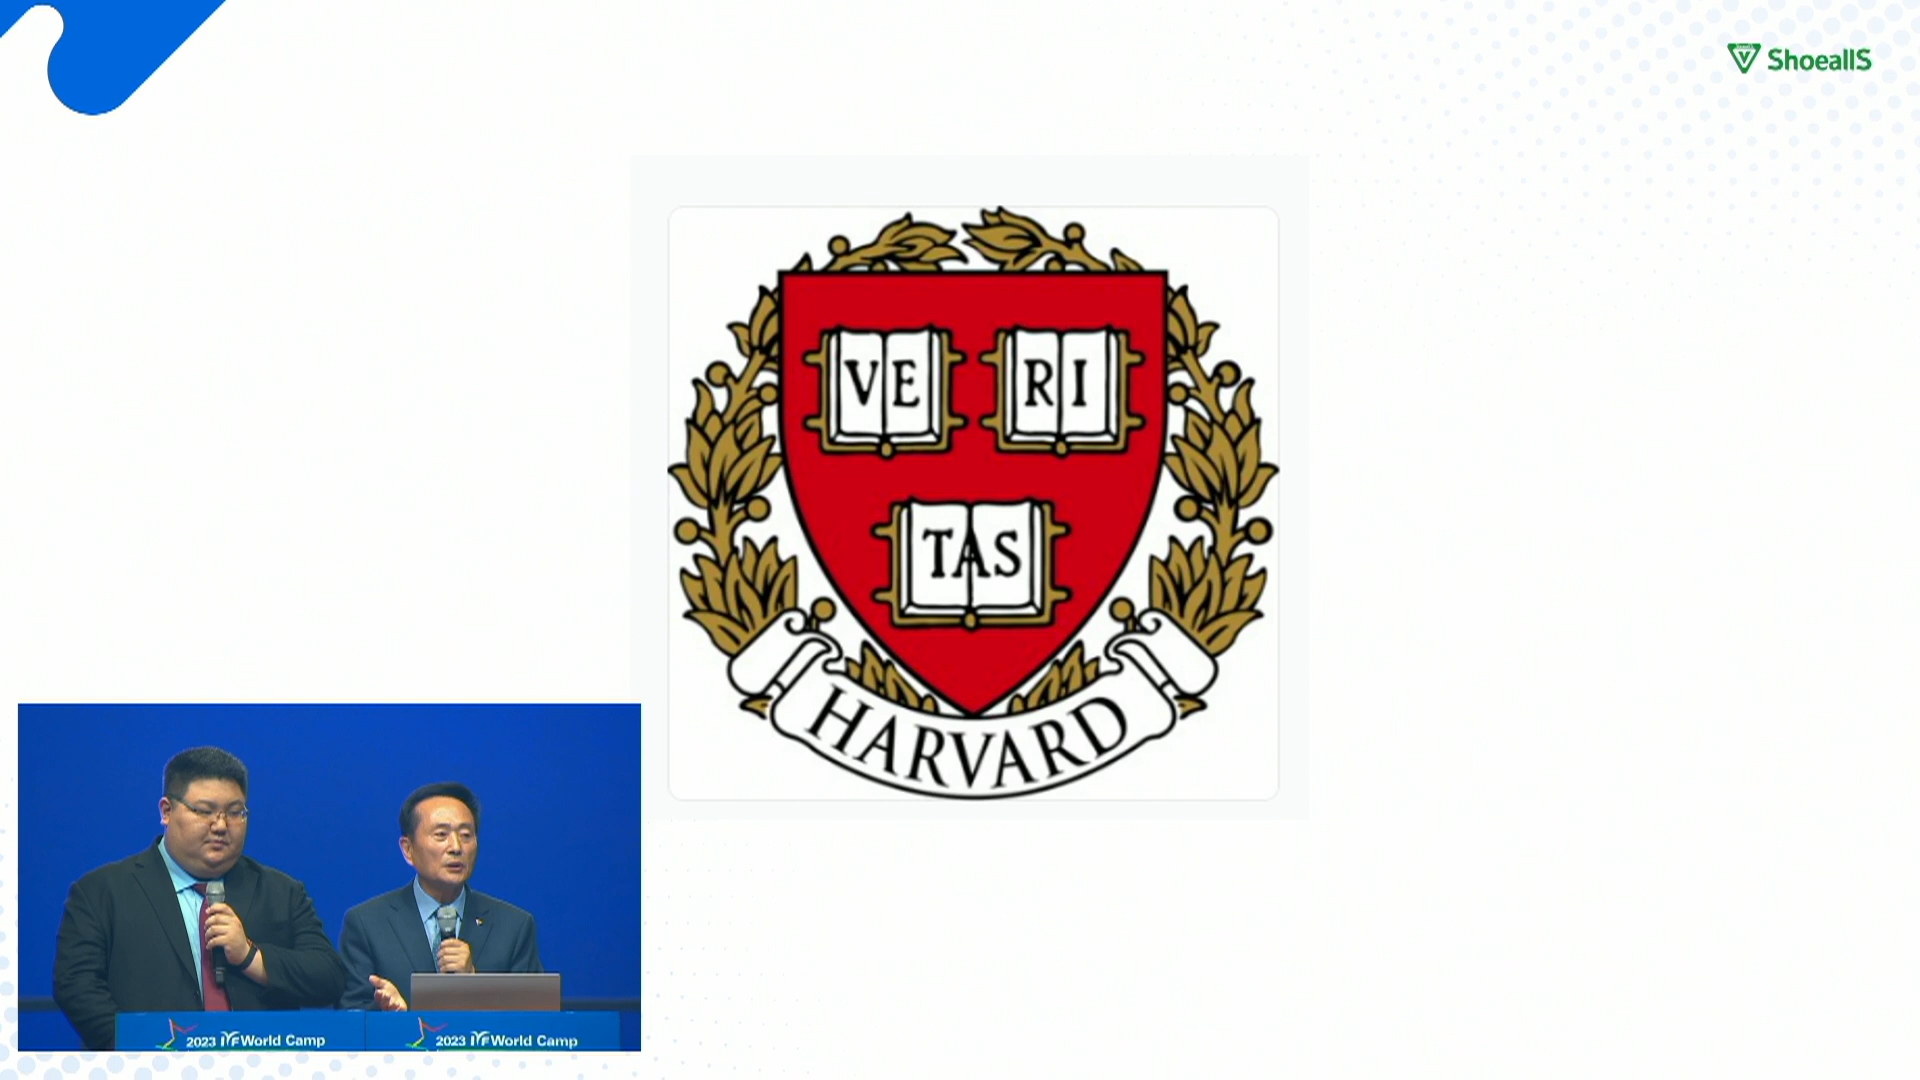 ShoeallS
VE RI
TAS
HARVARD
2023 IYF World Camp
2023 IYF World Camp